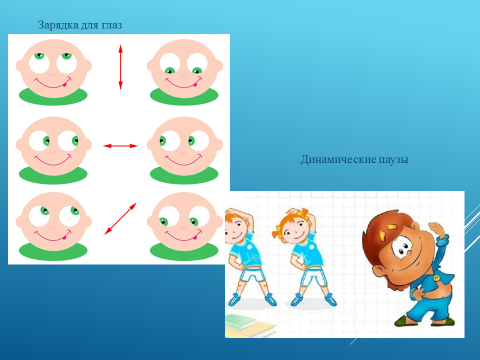 Зарядка для глаз
Динамические паузы